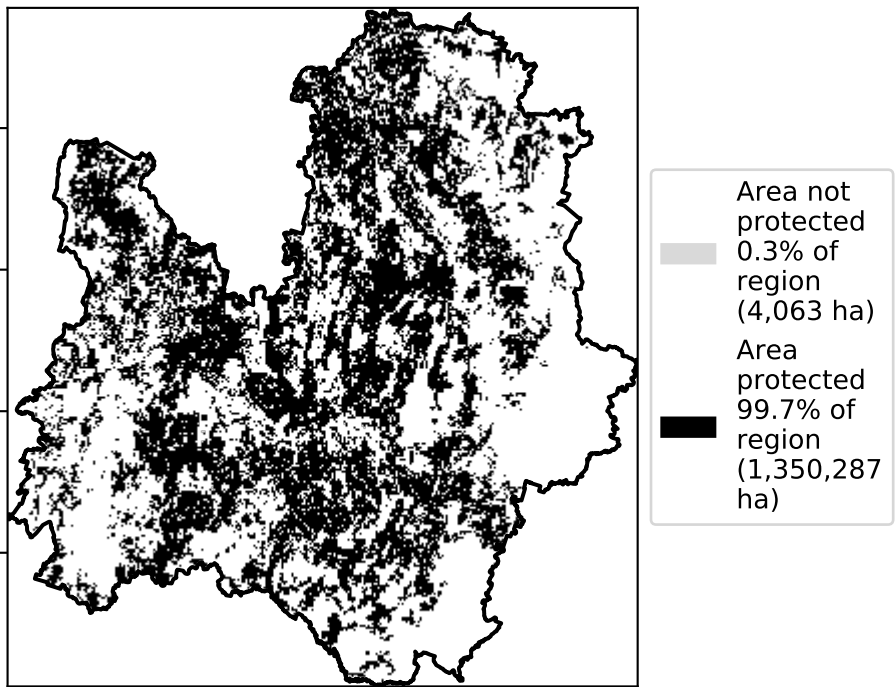 Area not
protected
0.3% of
region
(4,063 ha)
Area
protected
99.7% of
region
(1,350,287
ha)